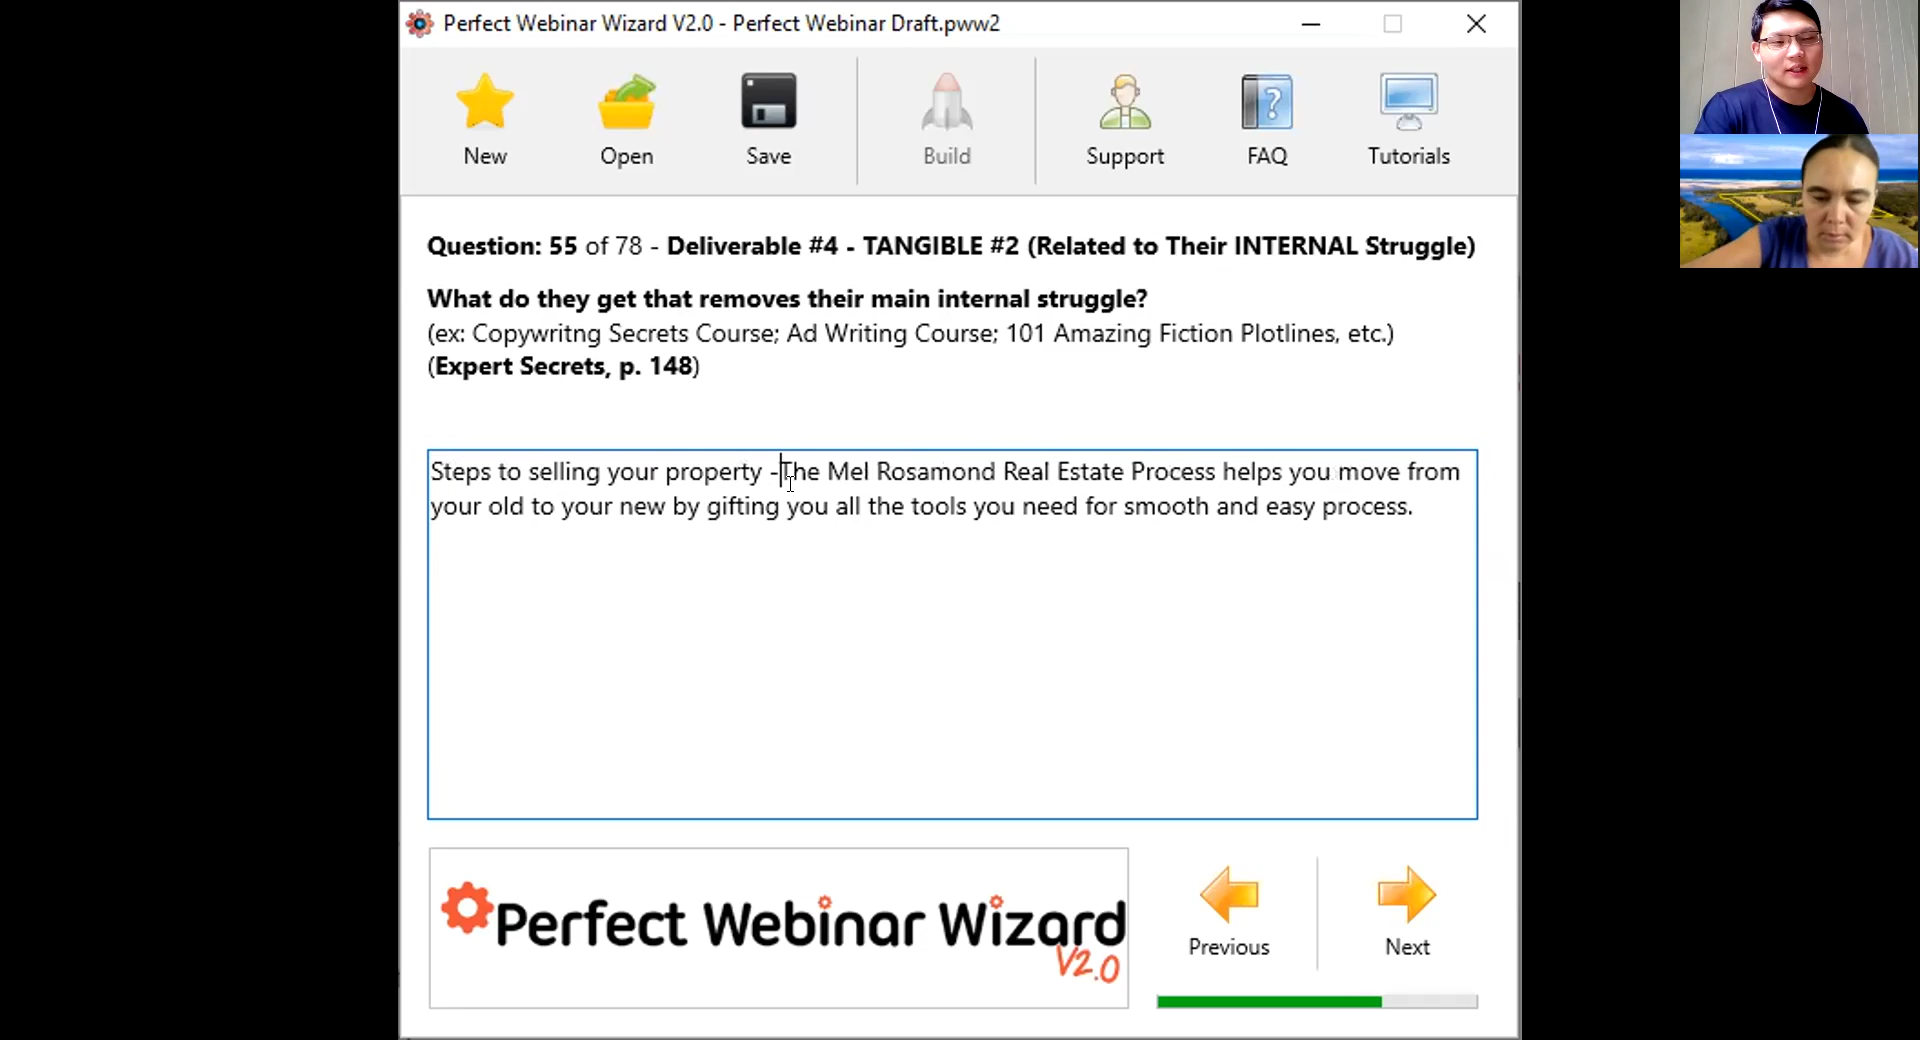 Perfect Webinar Wizard V2.0 - Perfect Webinar Draft.pww2
New
Open
Save
Build
Support
FAQ
Tutorials
Question: 55 of 78 - Deliverable #4 - TANGIBLE #2 (Related to Their INTERNAL Struggle)
What do they get that removes their main internal struggle?
(ex: Copywritng Secrets Course; Ad Writing Course; 101 Amazing Fiction Plotlines, etc.)
(Expert Secrets, p. 148)
Steps to selling your property -The Mel Rosamond Real Estate Process helps you move from
your old to your new by gifting you all the tools you need for smooth and easy process.
Perfect Webinar Wizard
V2.0
Previous
Next